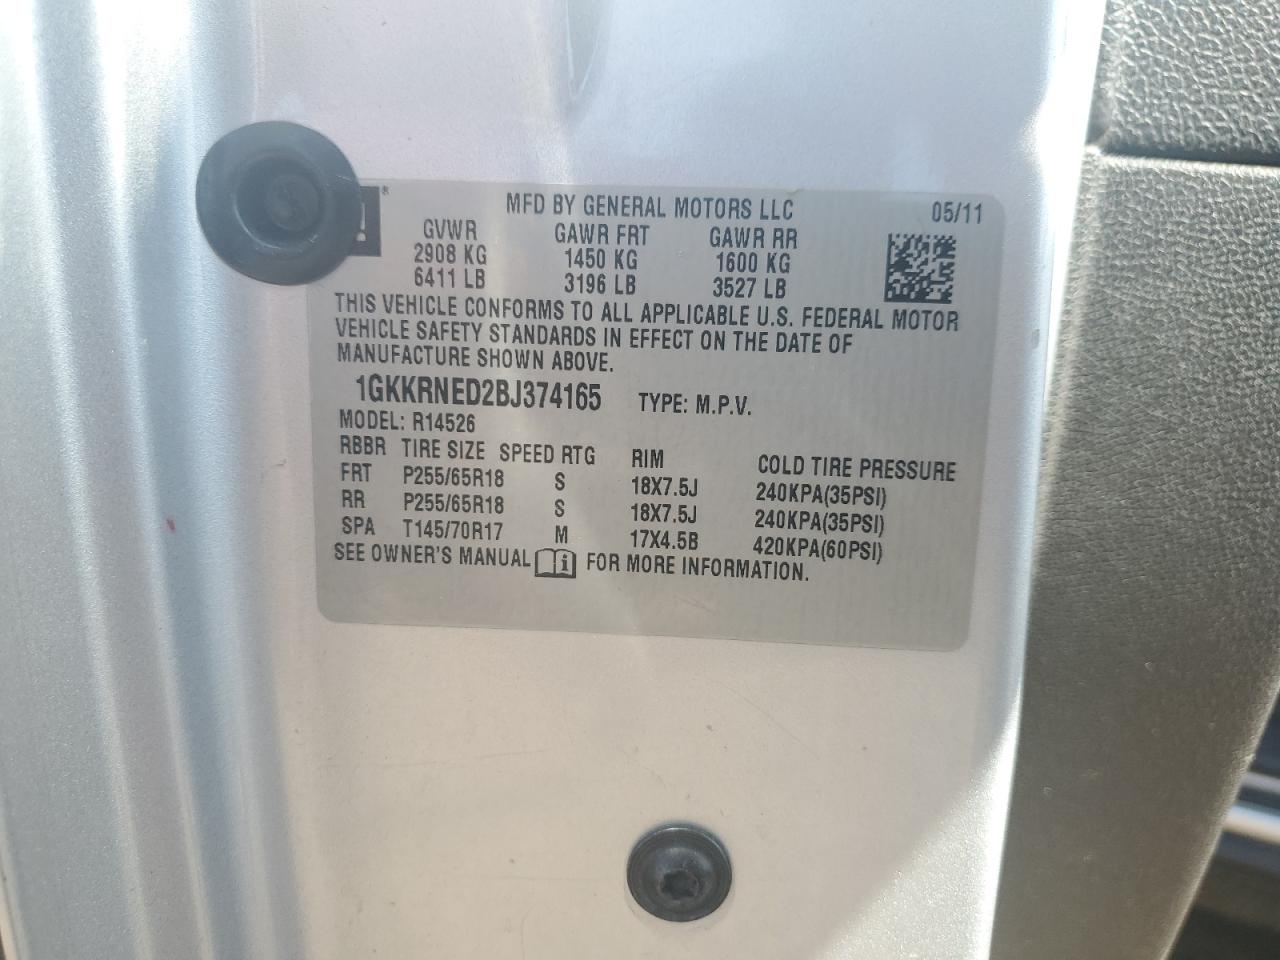 MFD BY GENERAL MOTORS LLC 05/11
GVWR GAWR FRT GAWR RR
2908 KG 1450 KG 1600 KG
6411 LB 3196 LB 3527 LB
THIS VEHICLE CONFORMS TO ALL APPLICABLE U.S. FEDERAL MOTOR
VEHICLE SAFETY STANDARDS IN EFFECT ON THE DATE OF
MANUFACTURE SHOWN ABOVE.
1GKKRNED2BJ374165 TYPE: M.P.V.
MODEL: R14526
RBBR TIRE SIZE SPEED RTG RIM COLD TIRE PRESSURE
FRT P255/65R18 S 18X7.5J 240KPA(35PSI)
RR P255/65R18 S 18X7.5J 240KPA(35PSI)
SPA T145/70R17 M 17X4.5B 420KPA(60PSI)
SEE OWNER'S MANUAL i FOR MORE INFORMATION.